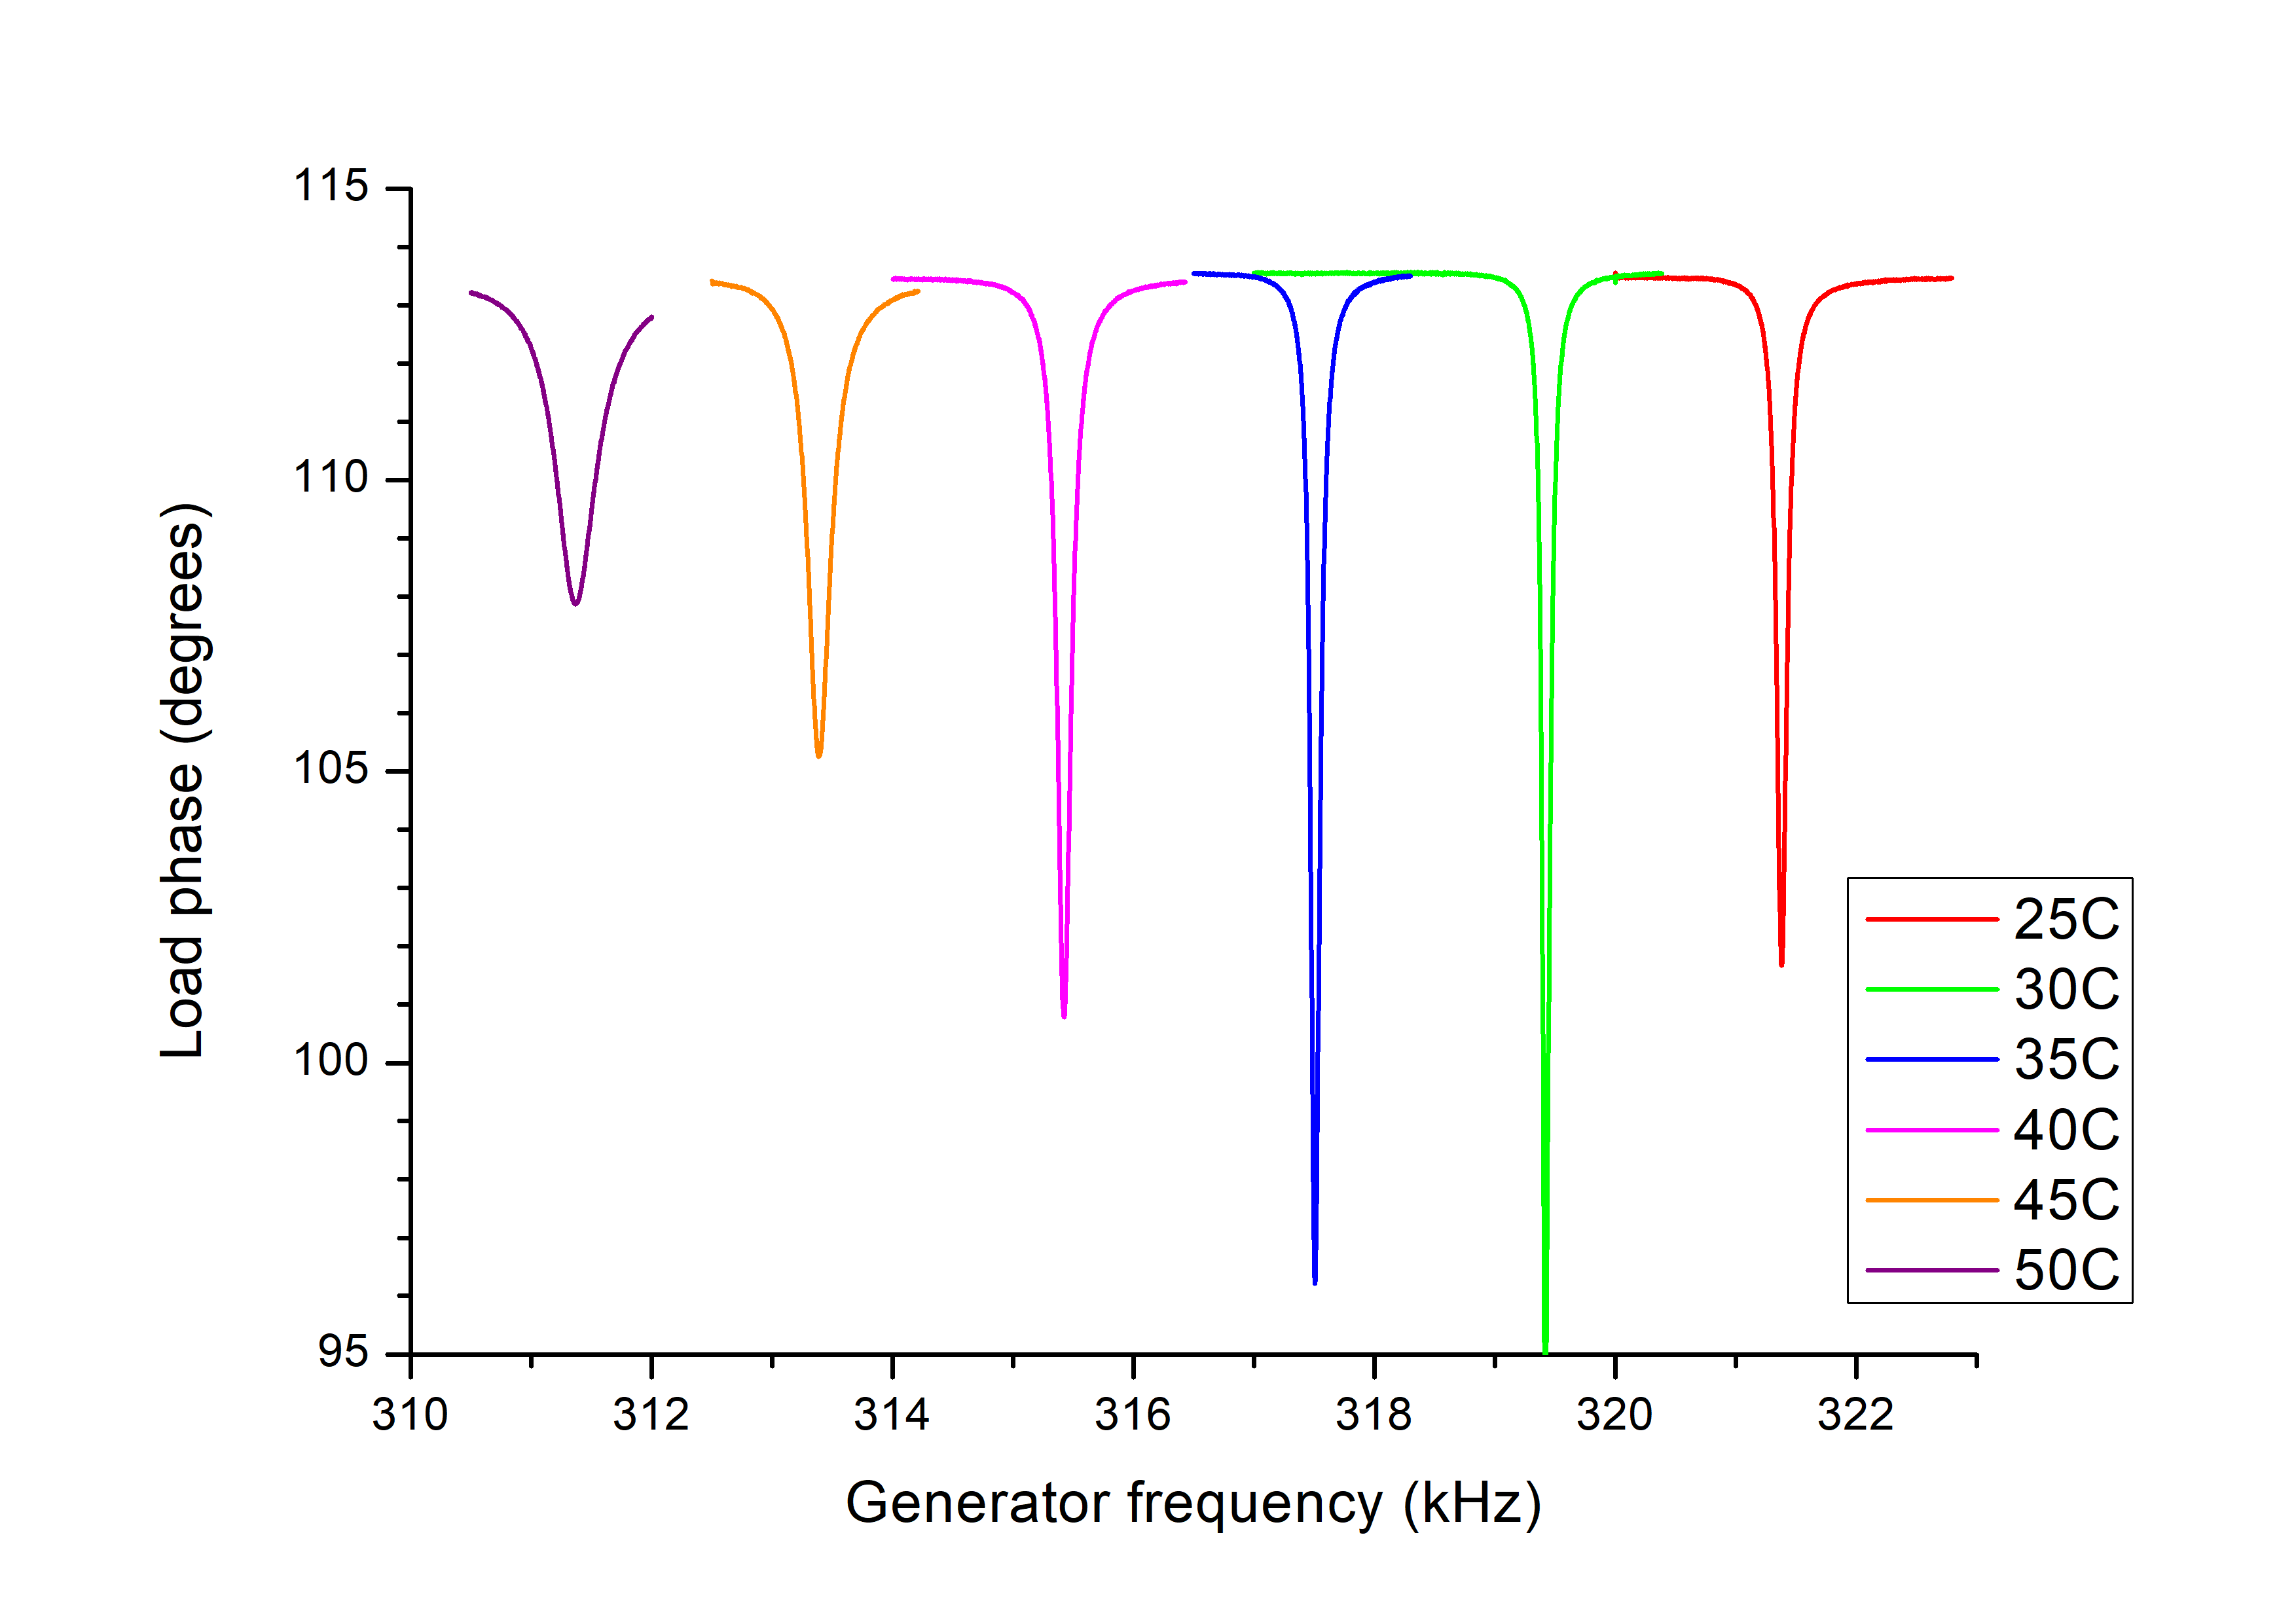 115
110
105
100
95
Load phase (degrees)
310 312 314 316 318 320 322
Generator frequency (kHz)
25C
30C
35C
40C
45C
50C